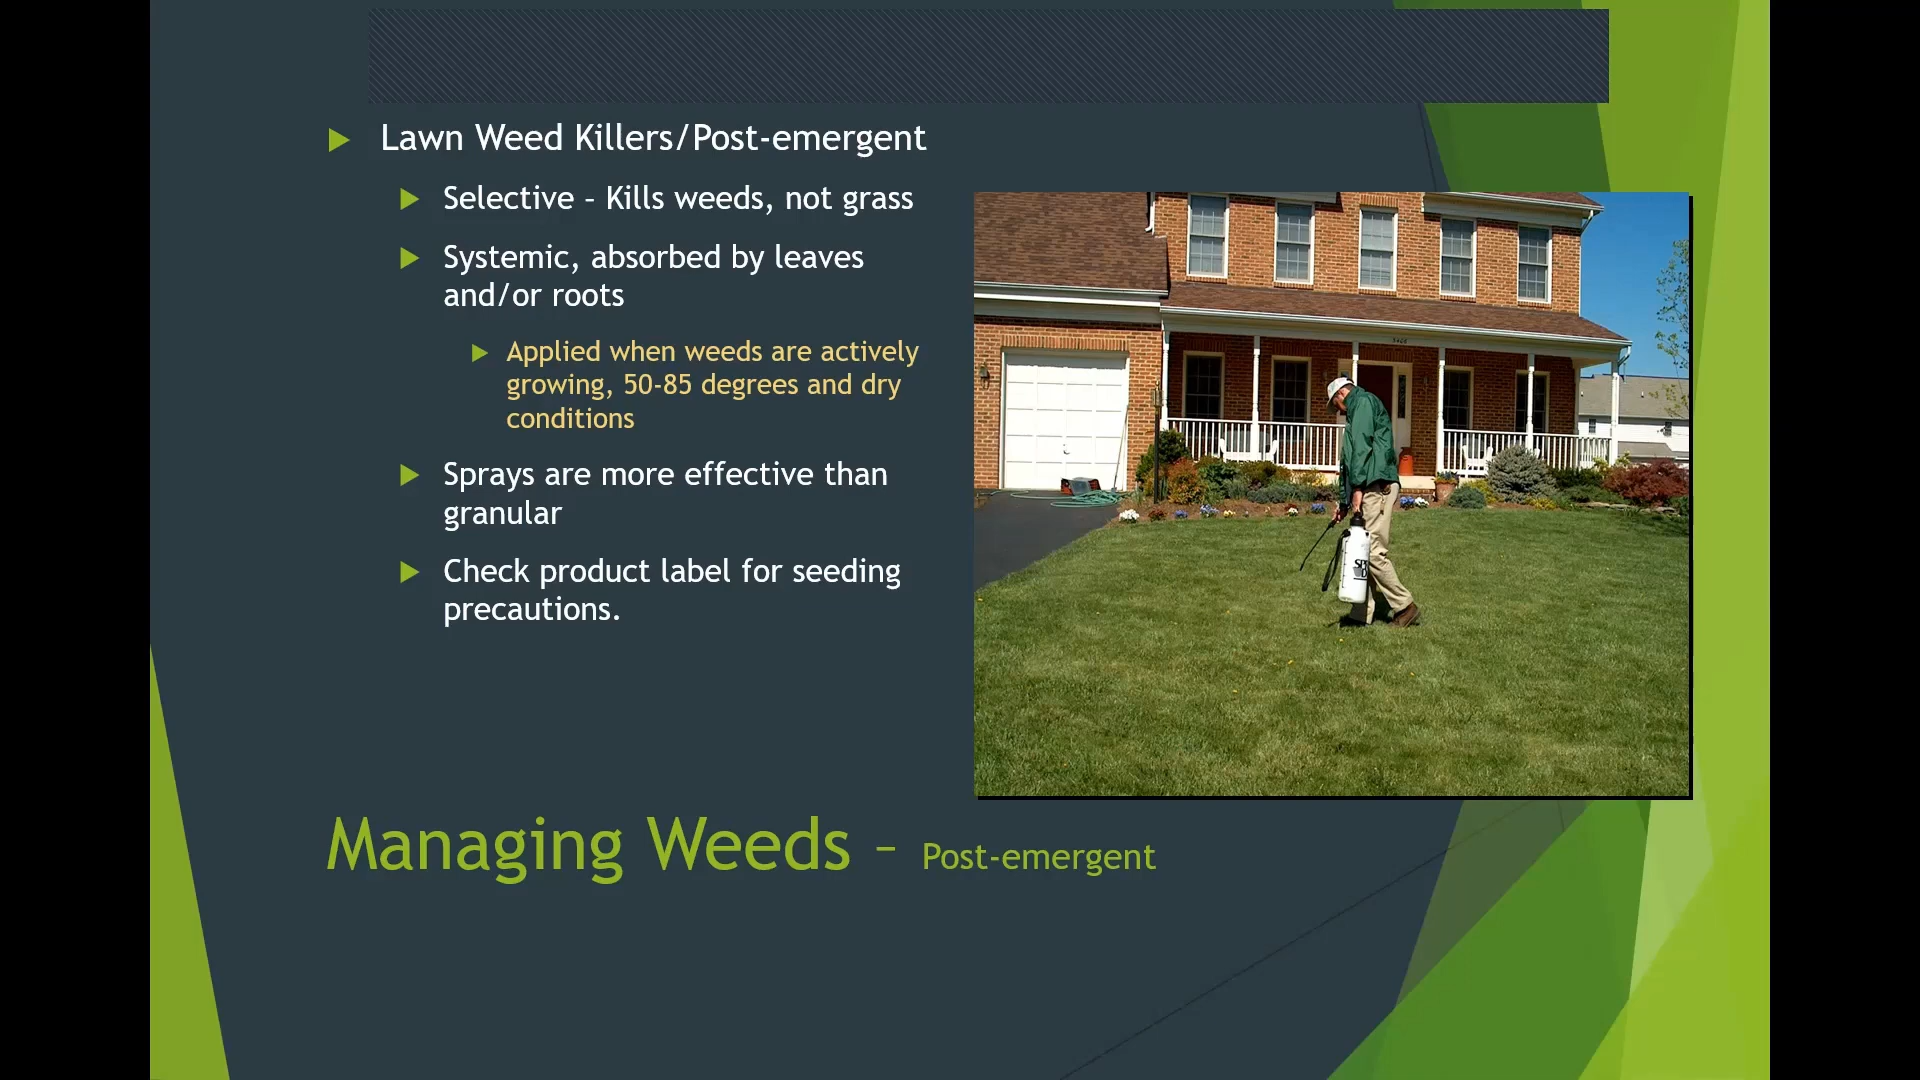 Lawn Weed Killers/Post-emergent
Selective – Kills weeds, not grass
Systemic, absorbed by leaves
and/or roots
Applied when weeds are actively
growing, 50-85 degrees and dry
conditions
Sprays are more effective than
granular
Check product label for seeding
precautions.
Managing Weeds – Post-emergent